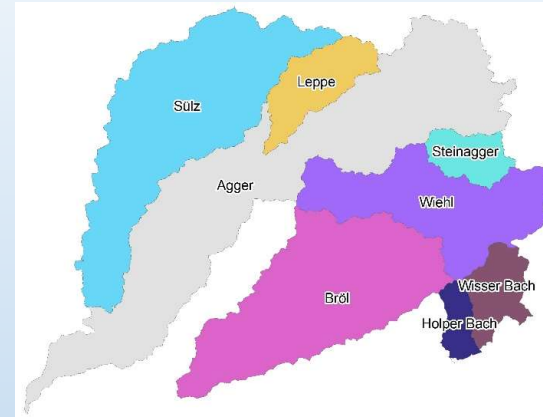 Leppe
Sülz
Steinagger
Agger
Wiehl
Wisser Bach
Bröl
Holper Bach